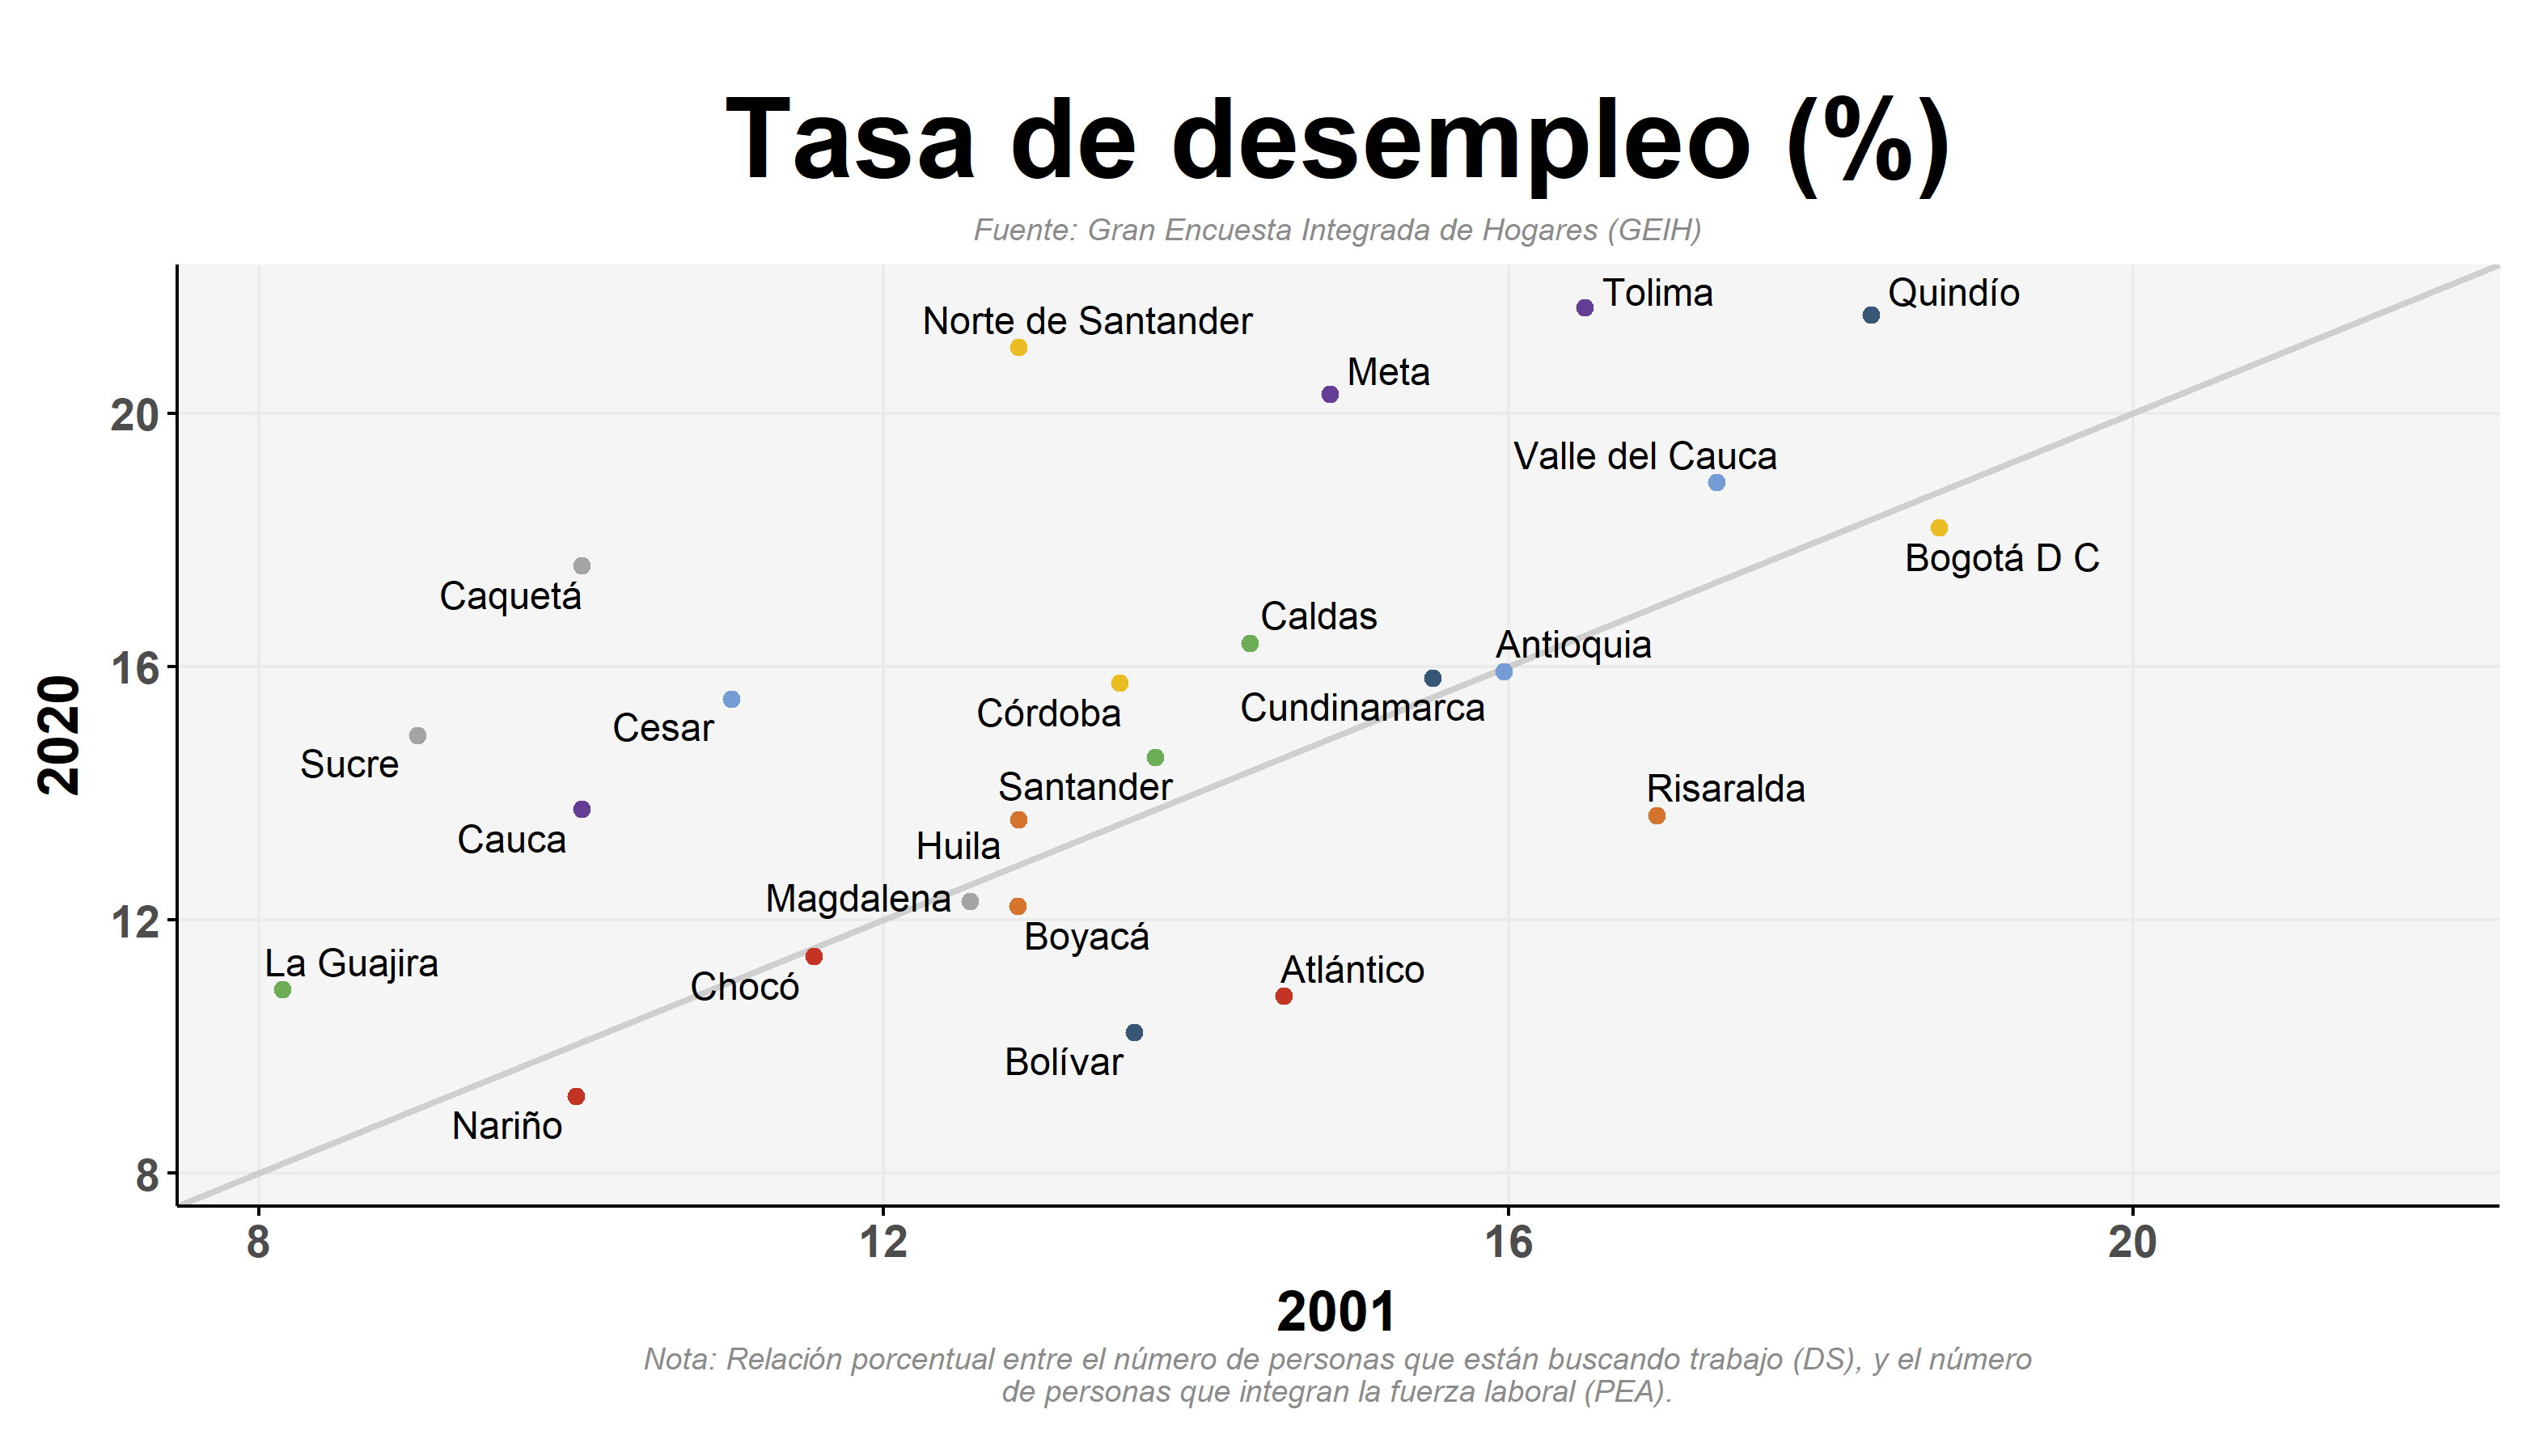 Tasa de desempleo (%)
Fuente: Gran Encuesta Integrada de Hogares (GEIH)
Tolima
Quindío
Norte de Santander
Meta
20
Valle del Cauca
Bogotá D C
Caquetá
Caldas
Antioquia
16
Cundinamarca
Córdoba
Cesar
2020
Sucre
Santander
Risaralda
Cauca
Huila
Magdalena
12
Boyacá
La Guajira
Atlántico
Chocó
Bolívar
Nariño
8
8
12
16
20
2001
Nota: Relación porcentual entre el número de personas que están buscando trabajo (DS), y el número
de personas que integran la fuerza laboral (PEA).